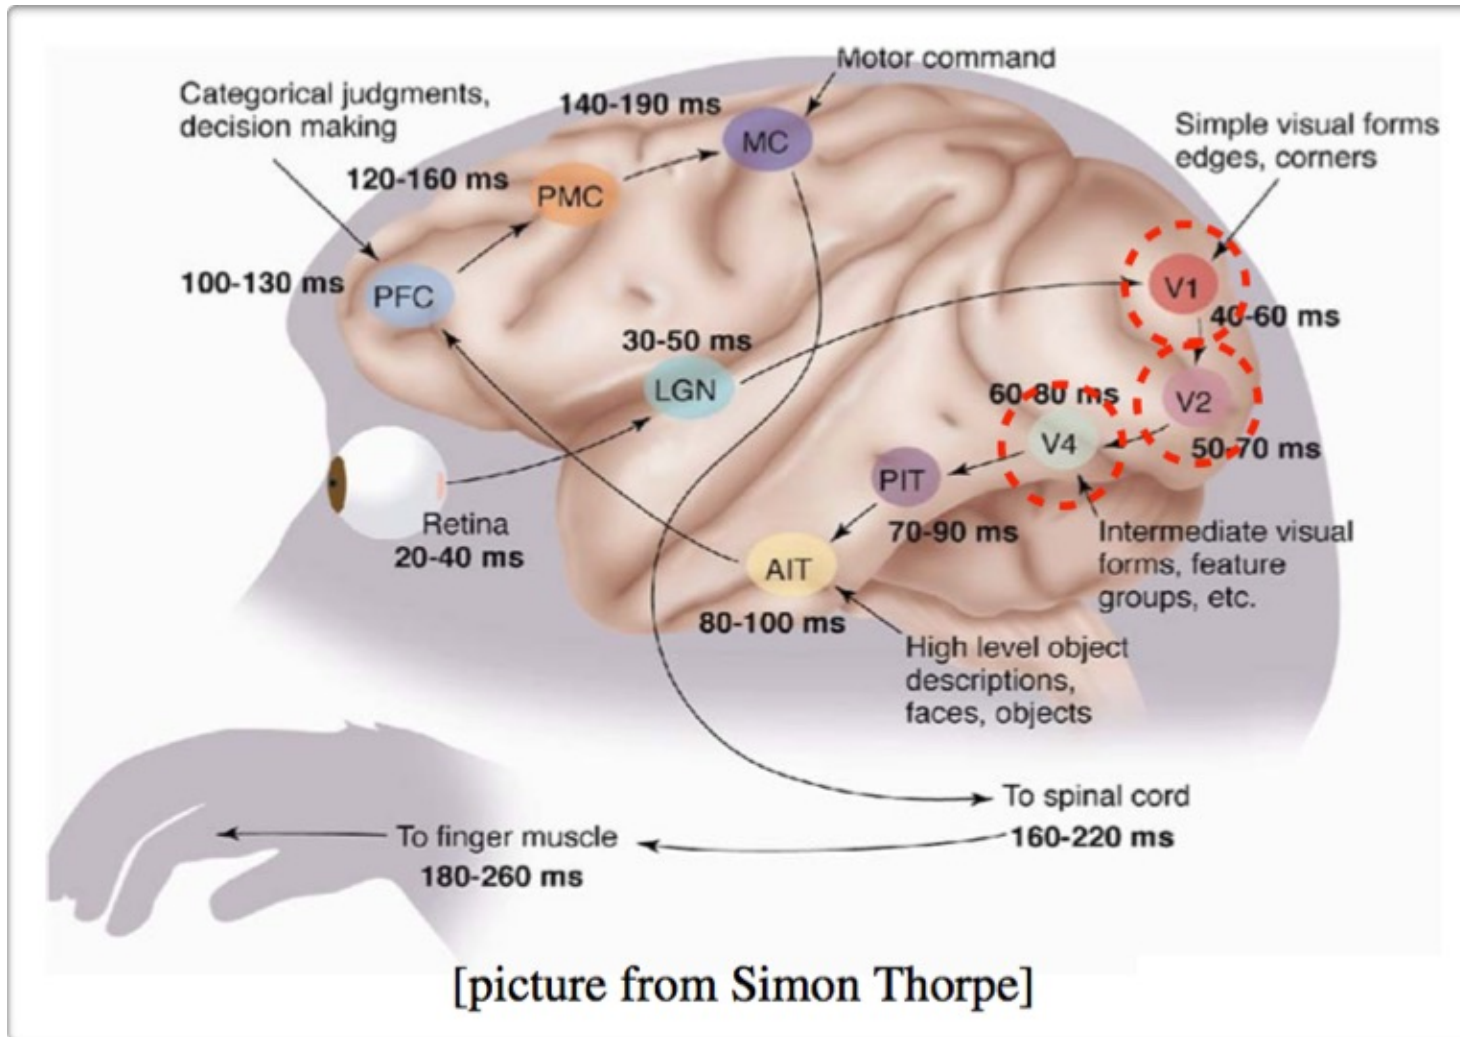 Motor command
Categorical judgments,
decision making
140-190 ms
MC
Simple visual forms
edges, corners
120-160 ms
PMC
100-130 ms
PFC
V1
40-60 ms
30-50 ms
LGN
60-80 ms
V2
V4
50-70 ms
PIT
70-90 ms
Retina
20-40 ms
Intermediate visual
forms, feature
groups, etc.
AIT
80-100 ms
High level object
descriptions,
faces, objects
To spinal cord
160-220 ms
To finger muscle
180-260 ms
[picture from Simon Thorpe]